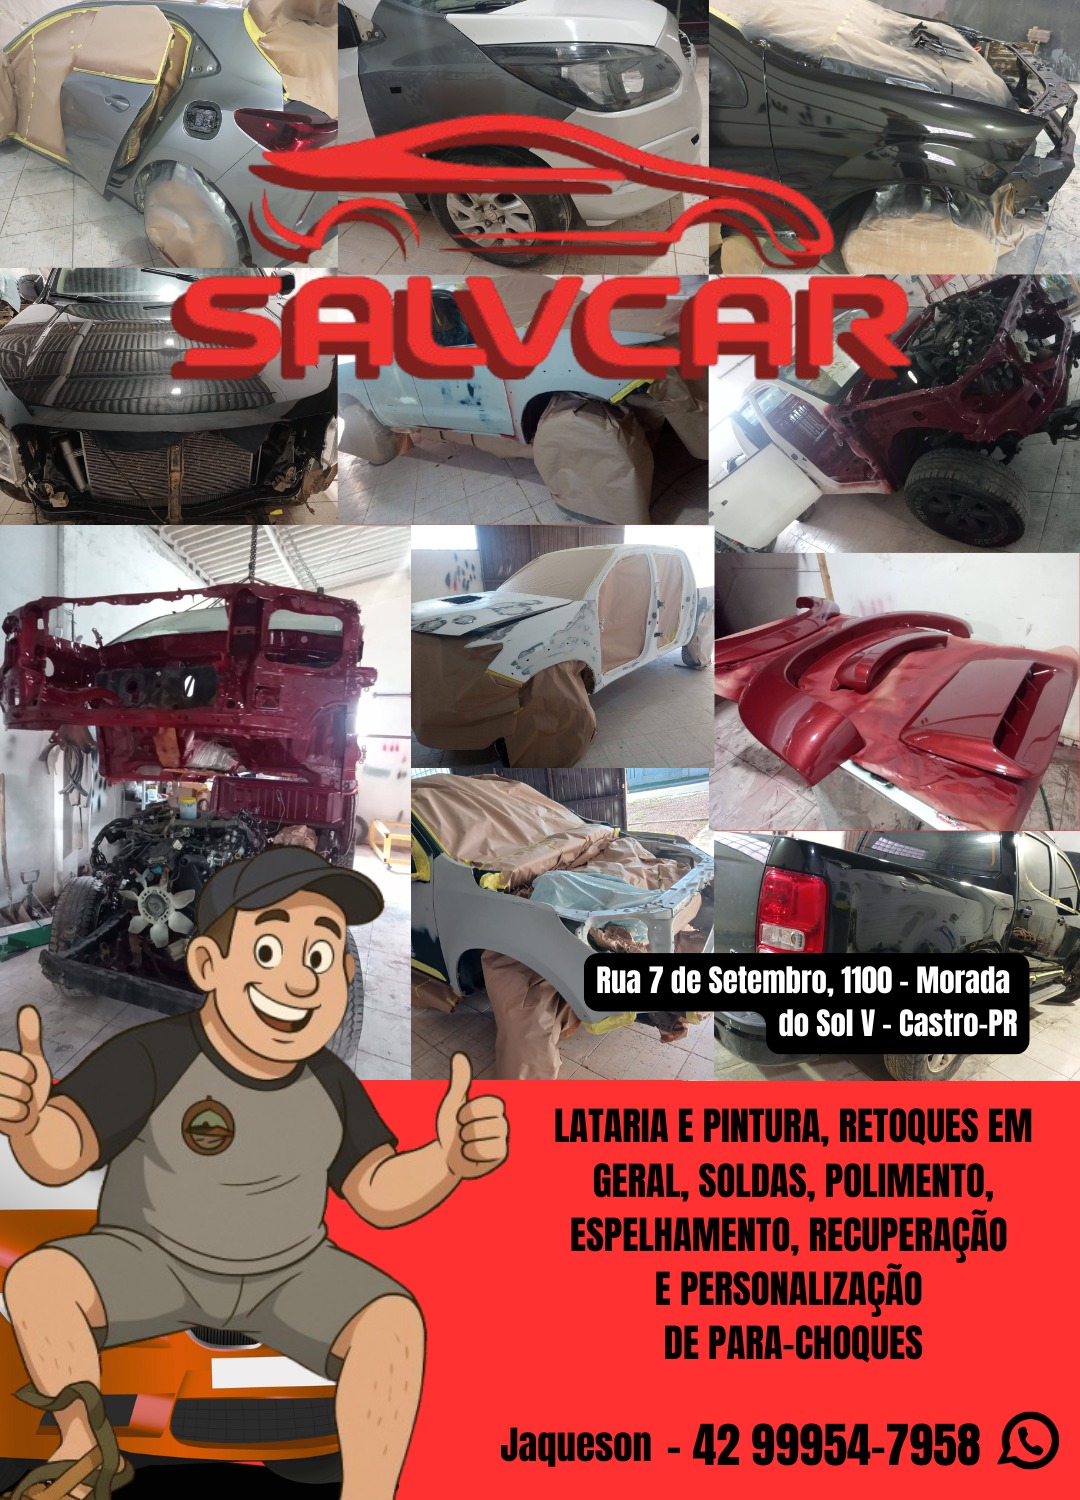 SALVCAR
Rua 7 de Setembro, 1100 - Morada
do Sol V - Castro-PR
LATARIA E PINTURA, RETOQUES EM
GERAL, SOLDAS, POLIMENTO,
ESPELHAMENTO, RECUPERAÇÃO
E PERSONALIZAÇÃO
DE PARA-CHOQUES
Jaqueson - 42 99954-7958